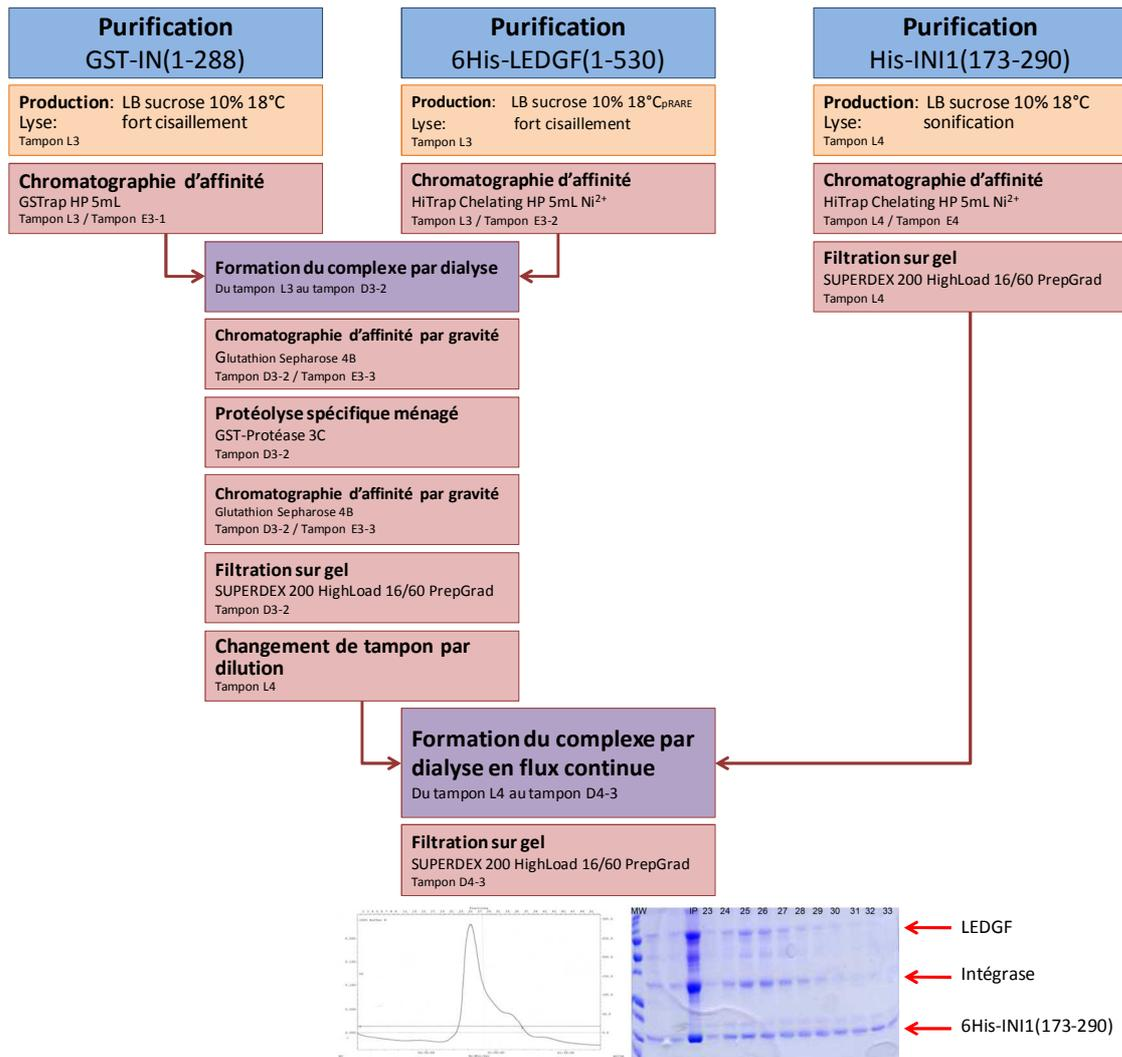 Purification
GST-IN(1-288)
Production: LB sucrose 10% 18°C
Lyse: fort cisaillement
Tampon L3
Chromatographie d'affinité
GSTrap HP 5mL
Tampon L3 / Tampon E3-1
Purification
6His-LEDGF(1-530)
Production: LB sucrose 10% 18°CpRARE
Lyse: fort cisaillement
Tampon L3
Chromatographie d'affinité
HiTrap Chelating HP 5mL Ni2+
Tampon L3 / Tampon E3-2
Purification
His-INI1(173-290)
Production: LB sucrose 10% 18°C
Lyse: sonification
Tampon L4
Chromatographie d'affinité
HiTrap Chelating HP 5mL Ni2+
Tampon L4 / Tampon E4
Filtration sur gel
SUPERDEX 200 HighLoad 16/60 PrepGrad
Tampon L4
Formation du complexe par dialyse
Du tampon L3 au tampon D3-2
Chromatographie d'affinité par gravité
Glutathion Sepharose 4B
Tampon D3-2 / Tampon E3-3
Protéolyse spécifique ménagé
GST-Protéase 3C
Tampon D3-2
Chromatographie d'affinité par gravité
Glutathion Sepharose 4B
Tampon D3-2 / Tampon E3-3
Filtration sur gel
SUPERDEX 200 HighLoad 16/60 PrepGrad
Tampon D3-2
Changement de tampon par
dilution
Tampon L4
Formation du complexe par
dialyse en flux continue
Du tampon L4 au tampon D4-3
Filtration sur gel
SUPERDEX 200 HighLoad 16/60 PrepGrad
Tampon D4-3
MW IP 23 24 25 26 27 28 29 30 31 32 33
LEDGF
Intégrase
6His-INI1(173-290)